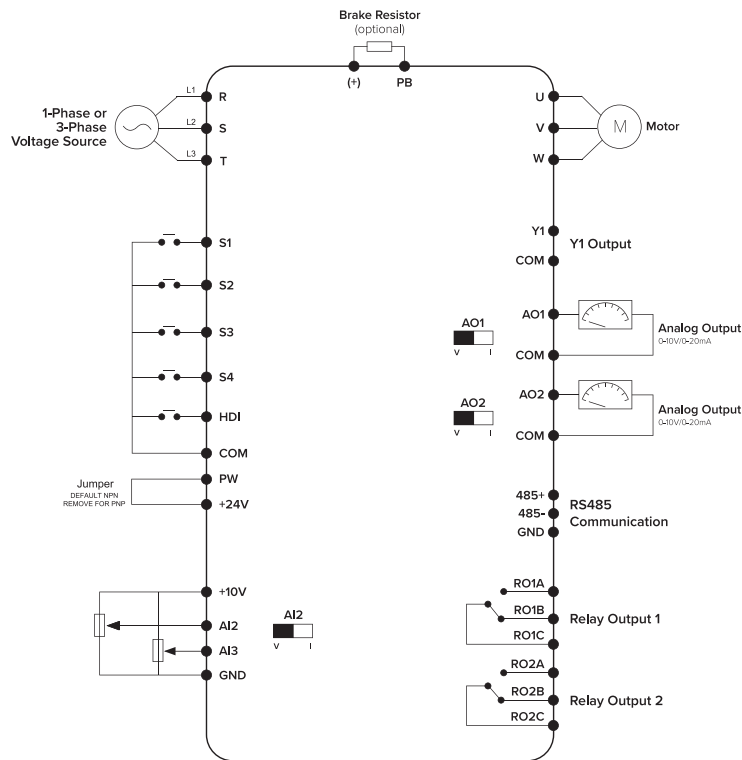 Brake Resistor
(optional)
(+)
PB
1-Phase or
3-Phase
Voltage Source
L1
R
L2
S
L3
T
U
V
W
M
Motor
S1
S2
S3
S4
HDI
COM
Jumper
DEFAULT NPN
REMOVE FOR PNP
PW
+24V
+10V
AI2
AI3
GND
AI2
V I
Y1
COM
Y1 Output
AO1
V I
AO1
COM
Analog Output
0-10V/0-20mA
AO2
V I
AO2
COM
Analog Output
0-10V/0-20mA
485+
485-
GND
RS485
Communication
RO1A
RO1B
RO1C
Relay Output 1
RO2A
RO2B
RO2C
Relay Output 2